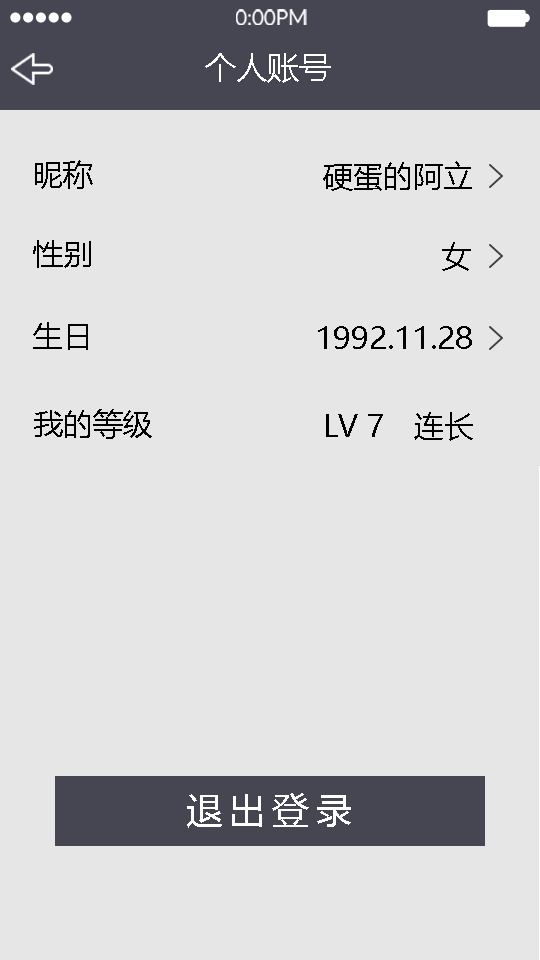 0:00PM
个人账号
昵称 硬蛋的阿立
性别 女
生日 1992.11.28
我的等级 LV 7 连长
退出登录